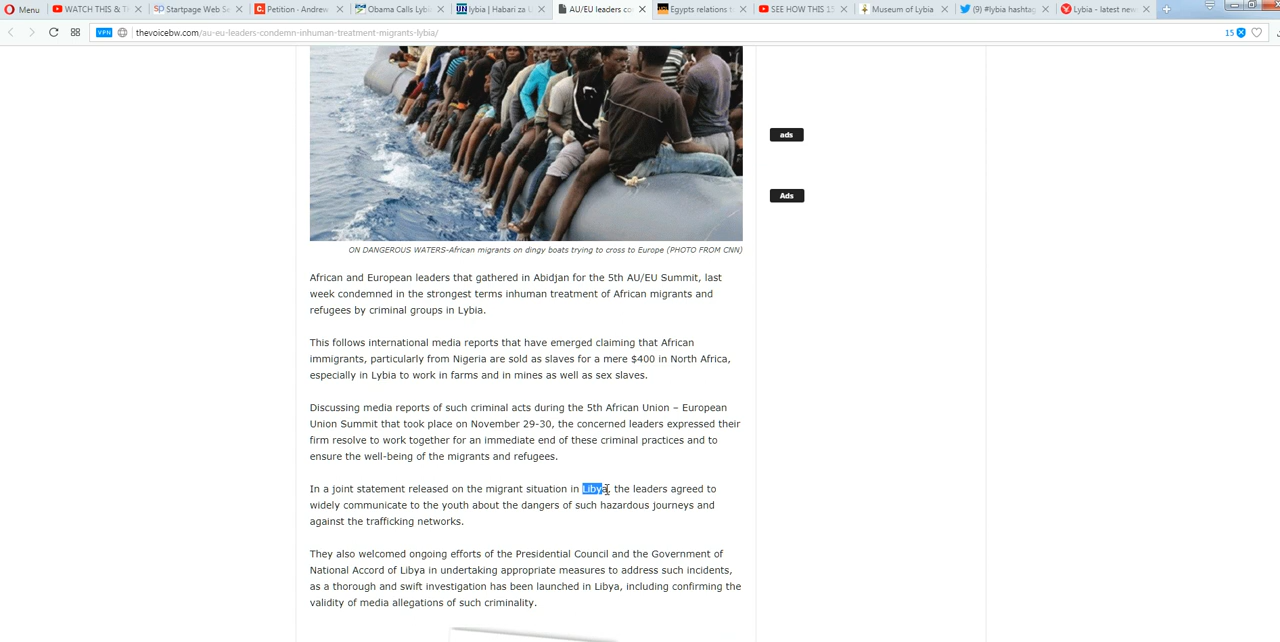 Menu
WATCH THIS & T
Startpage Web Se
Petition - Andrew
Obama Calls Lybi
lybia | Habari za U
AU/EU leaders co
Egypts relations t
SEE HOW THIS 15
Museum of Lybia
(9) #lybia hashtag
Lybia - latest new
VPN
thevoicebw.com/au-eu-leaders-condemn-inhuman-treatment-migrants-lybia/
15
ads
Ads
ON DANGEROUS WATERS-African migrants on dingy boats trying to cross to Europe (PHOTO FROM CNN)
African and European leaders that gathered in Abidjan for the 5th AU/EU Summit, last
week condemned in the strongest terms inhuman treatment of African migrants and
refugees by criminal groups in Lybia.
This follows international media reports that have emerged claiming that African
immigrants, particularly from Nigeria are sold as slaves for a mere $400 in North Africa,
especially in Lybia to work in farms and in mines as well as sex slaves.
Discussing media reports of such criminal acts during the 5th African Union – European
Union Summit that took place on November 29-30, the concerned leaders expressed their
firm resolve to work together for an immediate end of these criminal practices and to
ensure the well-being of the migrants and refugees.
In a joint statement released on the migrant situation in Libya, the leaders agreed to
widely communicate to the youth about the dangers of such hazardous journeys and
against the trafficking networks.
They also welcomed ongoing efforts of the Presidential Council and the Government of
National Accord of Libya in undertaking appropriate measures to address such incidents,
as a thorough and swift investigation has been launched in Libya, including confirming the
validity of media allegations of such criminality.